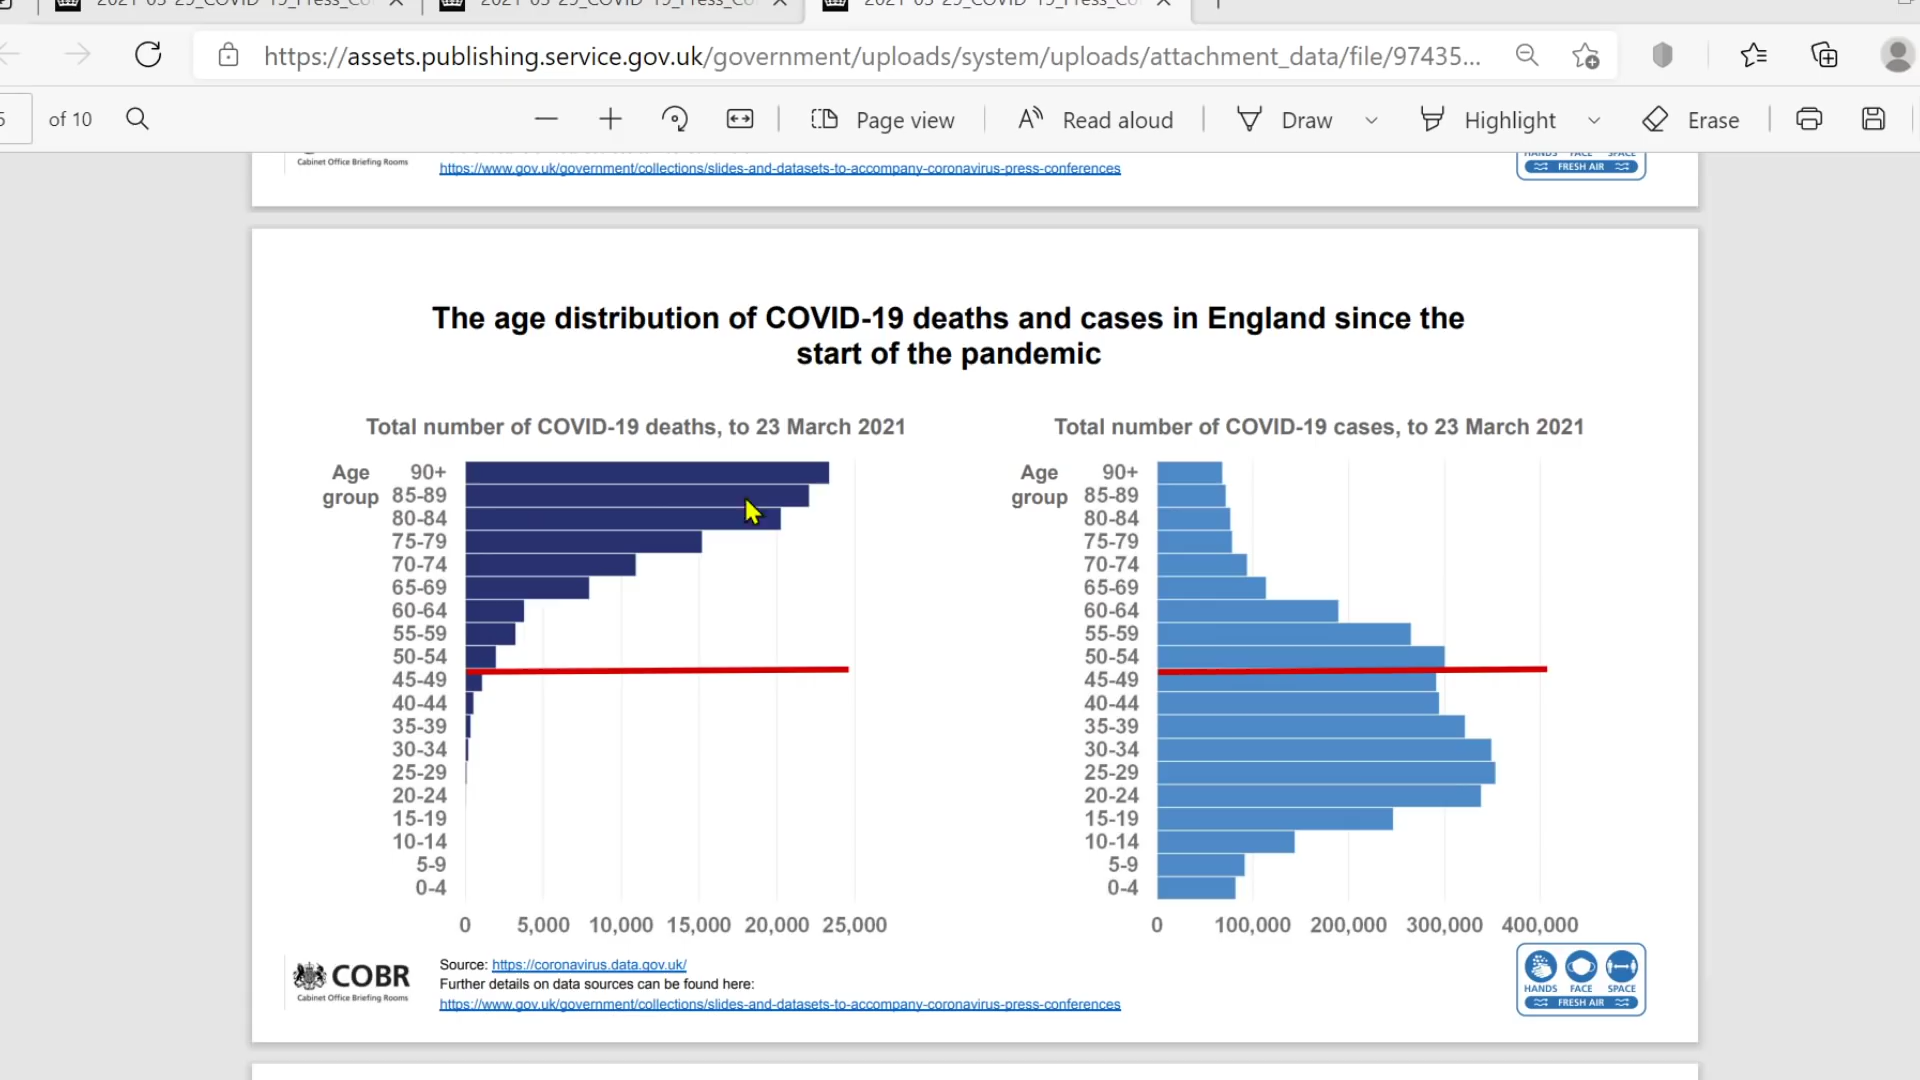 https://assets.publishing.service.gov.uk/government/uploads/system/uploads/attachment_data/file/97435...
of 10
Page view
Read aloud
Draw
Highlight
Erase
Cabinet Office Briefing Rooms
https://www.gov.uk/government/collections/slides-and-datasets-to-accompany-coronavirus-press-conferences
FRESH AIR
The age distribution of COVID-19 deaths and cases in England since the
start of the pandemic
Total number of COVID-19 deaths, to 23 March 2021
Age group
90+
85-89
80-84
75-79
70-74
65-69
60-64
55-59
50-54
45-49
40-44
35-39
30-34
25-29
20-24
15-19
10-14
5-9
0-4
0 5,000 10,000 15,000 20,000 25,000
Total number of COVID-19 cases, to 23 March 2021
Age group
90+
85-89
80-84
75-79
70-74
65-69
60-64
55-59
50-54
45-49
40-44
35-39
30-34
25-29
20-24
15-19
10-14
5-9
0-4
0 100,000 200,000 300,000 400,000
COBR
Cabinet Office Briefing Rooms
Source: https://coronavirus.data.gov.uk/
Further details on data sources can be found here:
https://www.gov.uk/government/collections/slides-and-datasets-to-accompany-coronavirus-press-conferences
HANDS FACE SPACE
FRESH AIR